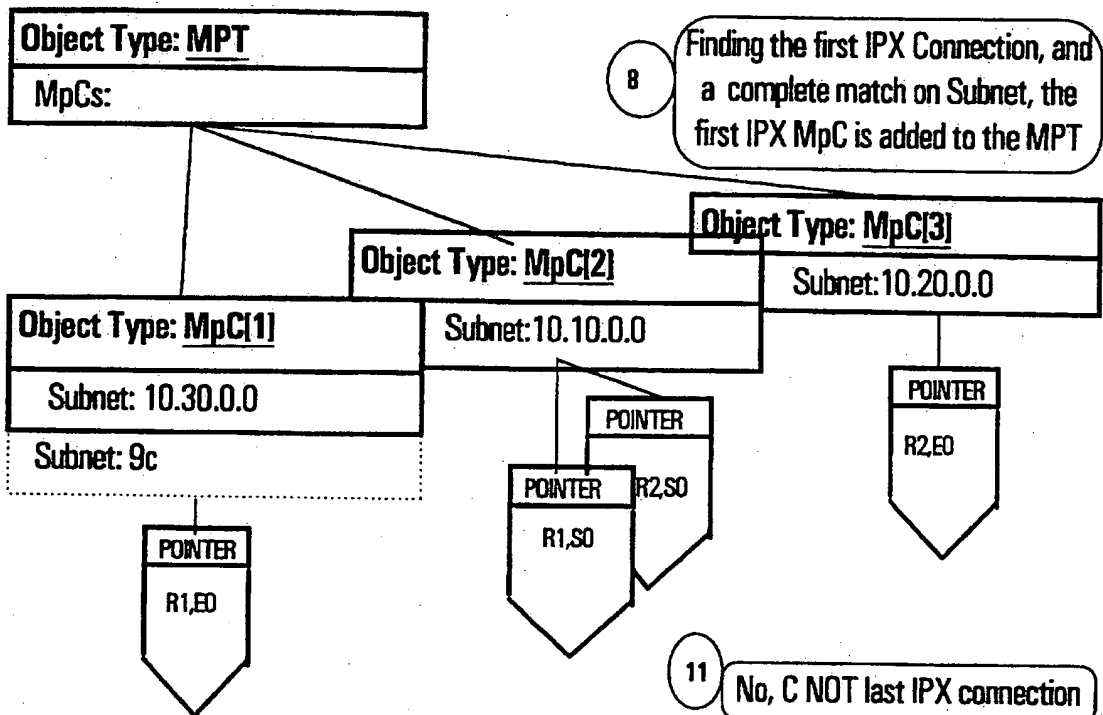 Object Type: MPT
MpCs:
8
Finding the first IPX Connection, and
a complete match on Subnet, the
first IPX MpC is added to the MPT
Object Type: MpC[3]
Subnet:10.20.0.0
Object Type: MpC[2]
Subnet:10.10.0.0
Object Type: MpC[1]
Subnet: 10.30.0.0
Subnet: 9c
POINTER
R1,E0
POINTER
R1,S0
POINTER
R2,S0
POINTER
R2,E0
11
No, C NOT last IPX connection